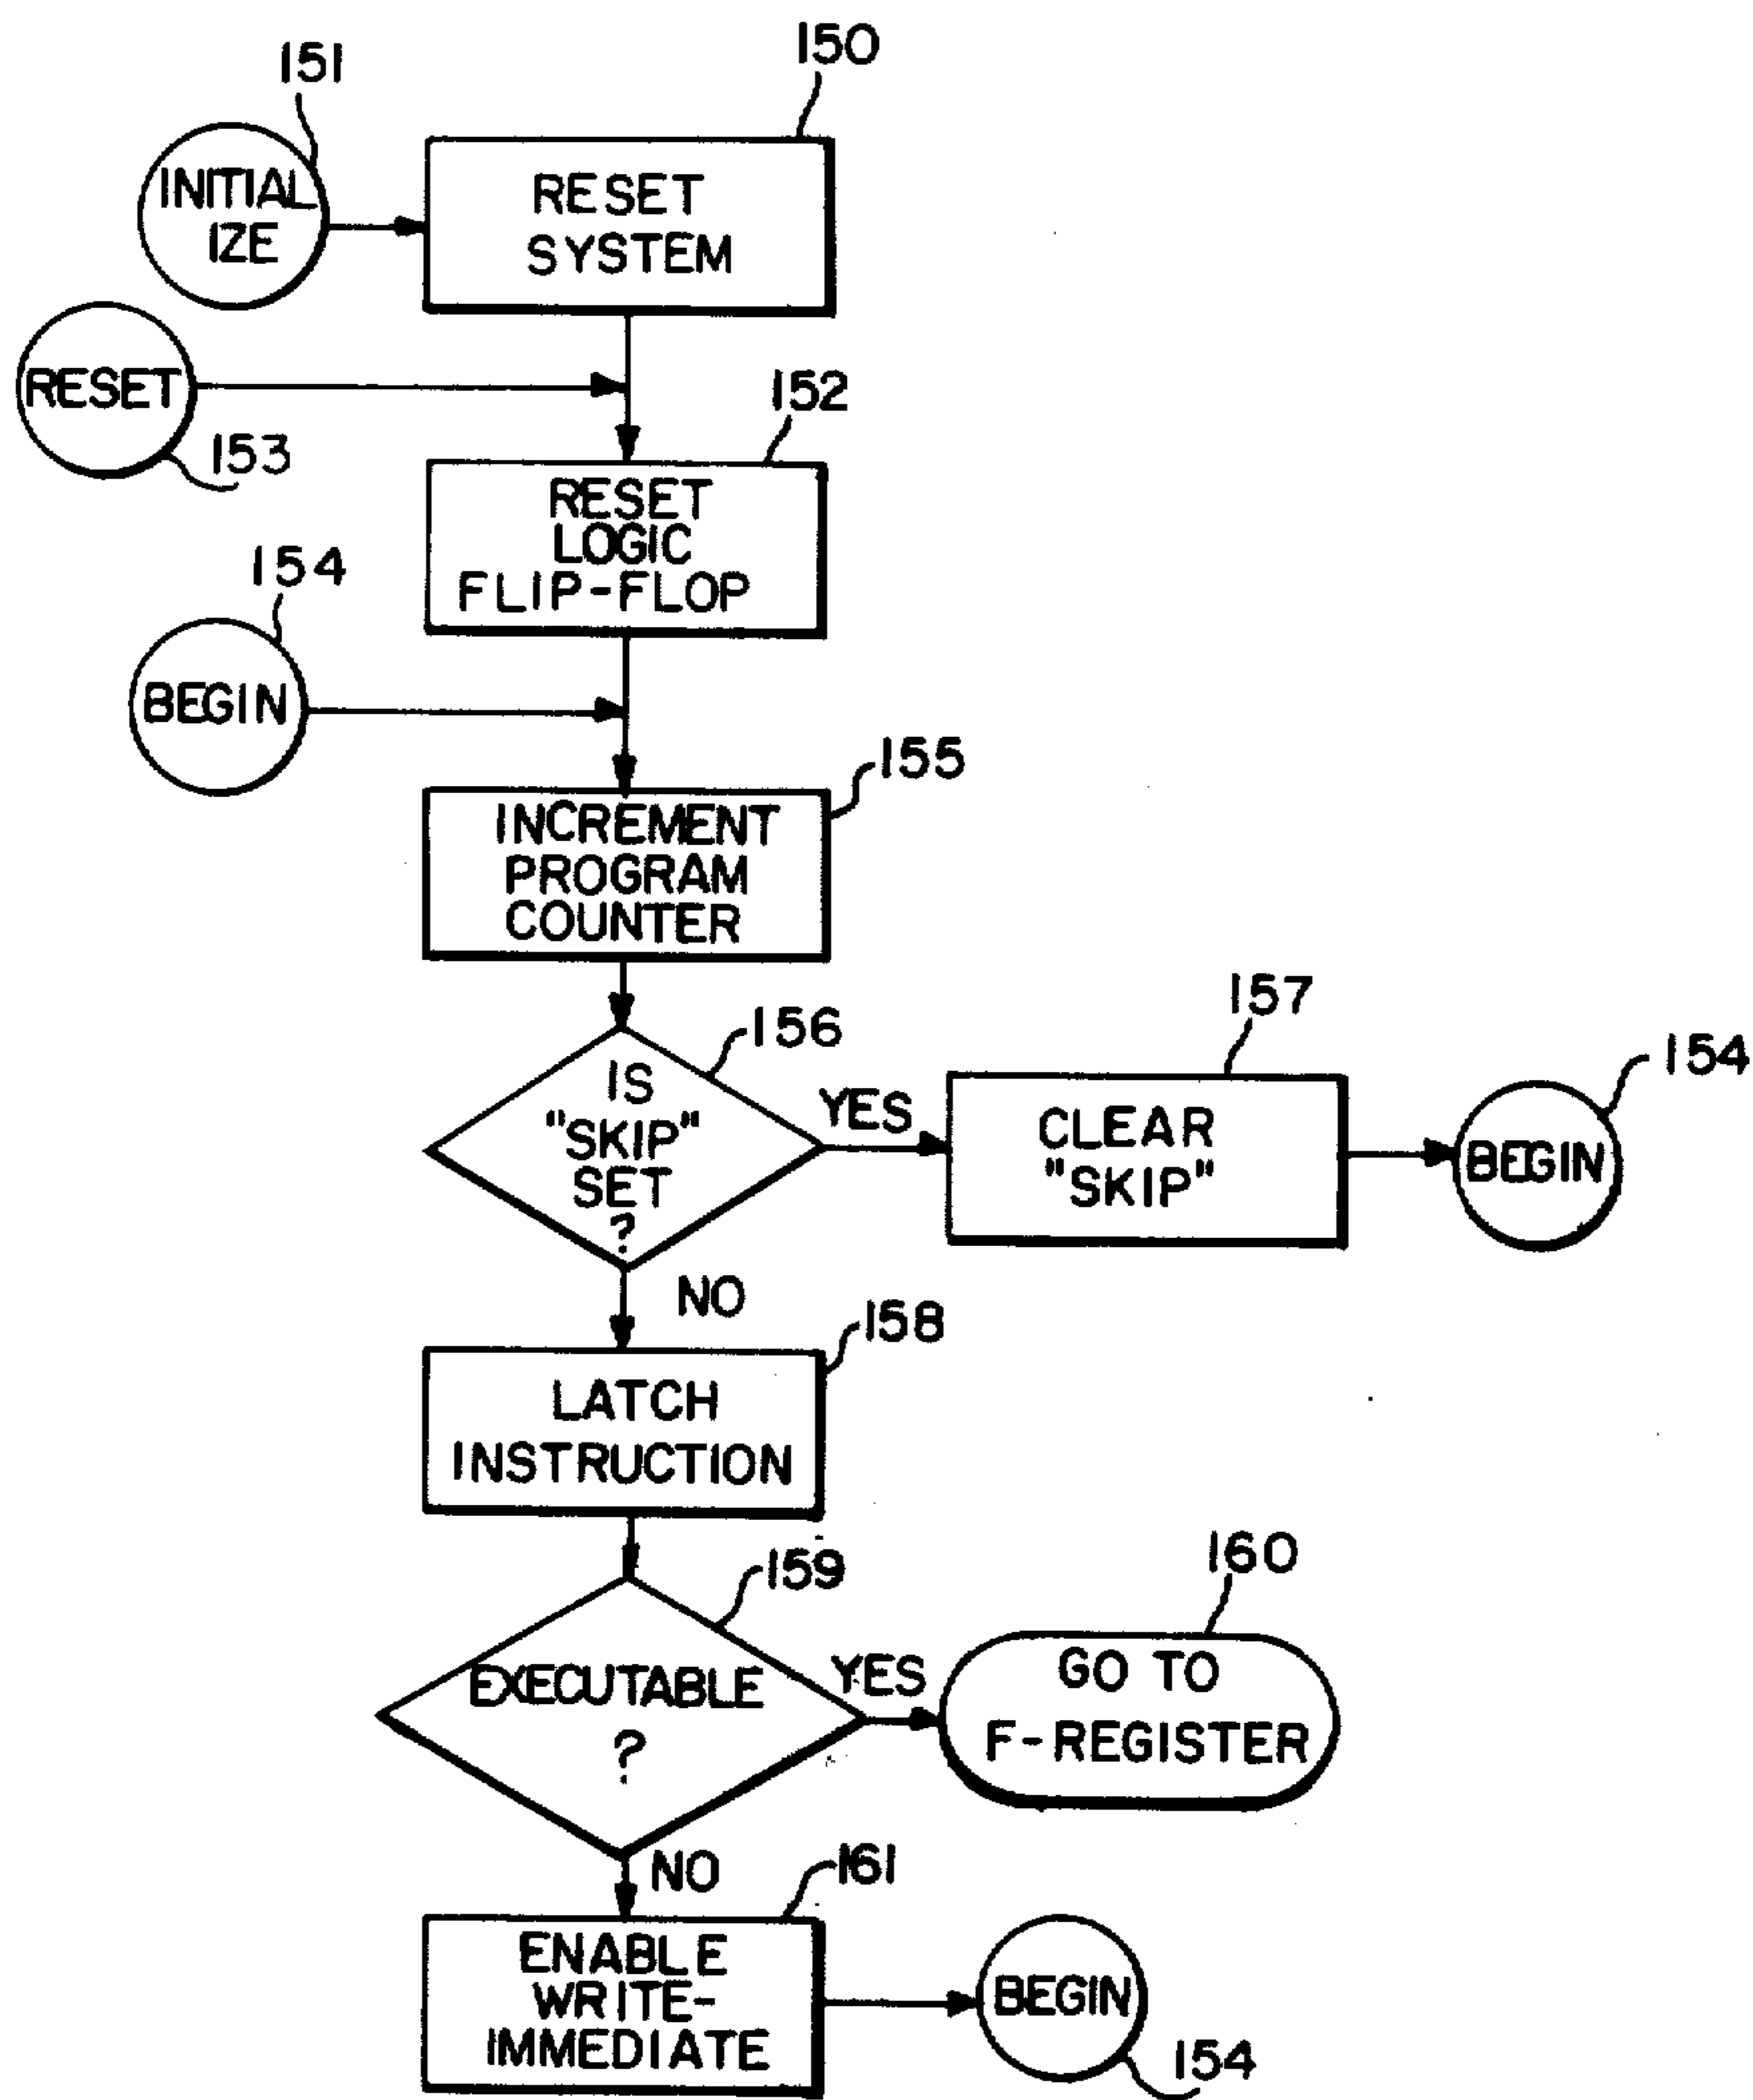 151
150
INITIAL
IZE
RESET
SYSTEM
RESET
153
152
RESET
LOGIC
FLIP-FLOP
154
BEGIN
155
INCREMENT
PROGRAM
COUNTER
156
IS
"SKIP"
SET
?
YES
157
CLEAR
"SKIP"
154
BEGIN
NO
158
LATCH
INSTRUCTION
159
EXECUTABLE
?
YES
160
GO TO
F-REGISTER
NO
161
ENABLE
WRITE-
IMMEDIATE
BEGIN
154